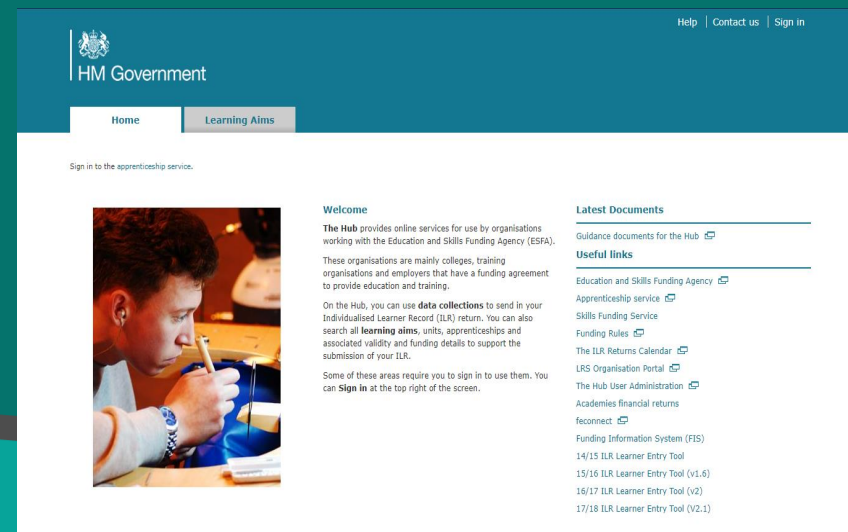 Help | Contact us | Sign in
HM Government
Home
Learning Aims
Sign in to the apprenticeship service.
Welcome
The Hub provides online services for use by organisations
working with the Education and Skills Funding Agency (ESFA).
These organisations are mainly colleges, training
organisations and employers that have a funding agreement
to provide education and training.
On the Hub, you can use data collections to send in your
Individualised Learner Record (ILR) return. You can also
search all learning aims, units, apprenticeships and
associated validity and funding details to support the
submission of your ILR.
Some of these areas require you to sign in to use them. You
can Sign in at the top right of the screen.
Latest Documents
Guidance documents for the Hub
Useful links
Education and Skills Funding Agency
Apprenticeship service
Skills Funding Service
Funding Rules
The ILR Returns Calendar
LRS Organisation Portal
The Hub User Administration
Academies financial returns
feconnect
Funding Information System (FIS)
14/15 ILR Learner Entry Tool
15/16 ILR Learner Entry Tool (v1.6)
16/17 ILR Learner Entry Tool (v2)
17/18 ILR Learner Entry Tool (V2.1)